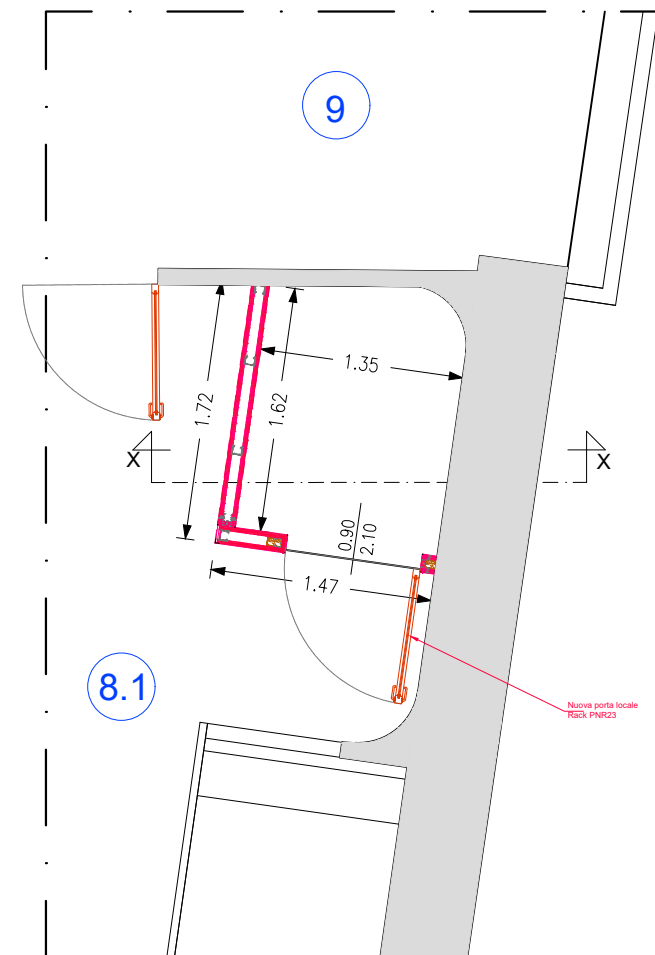 9
1.35
1.72
1.62
X
X
0.90
2.10
1.47
8.1
Nuova porta locale
Rack PNR23